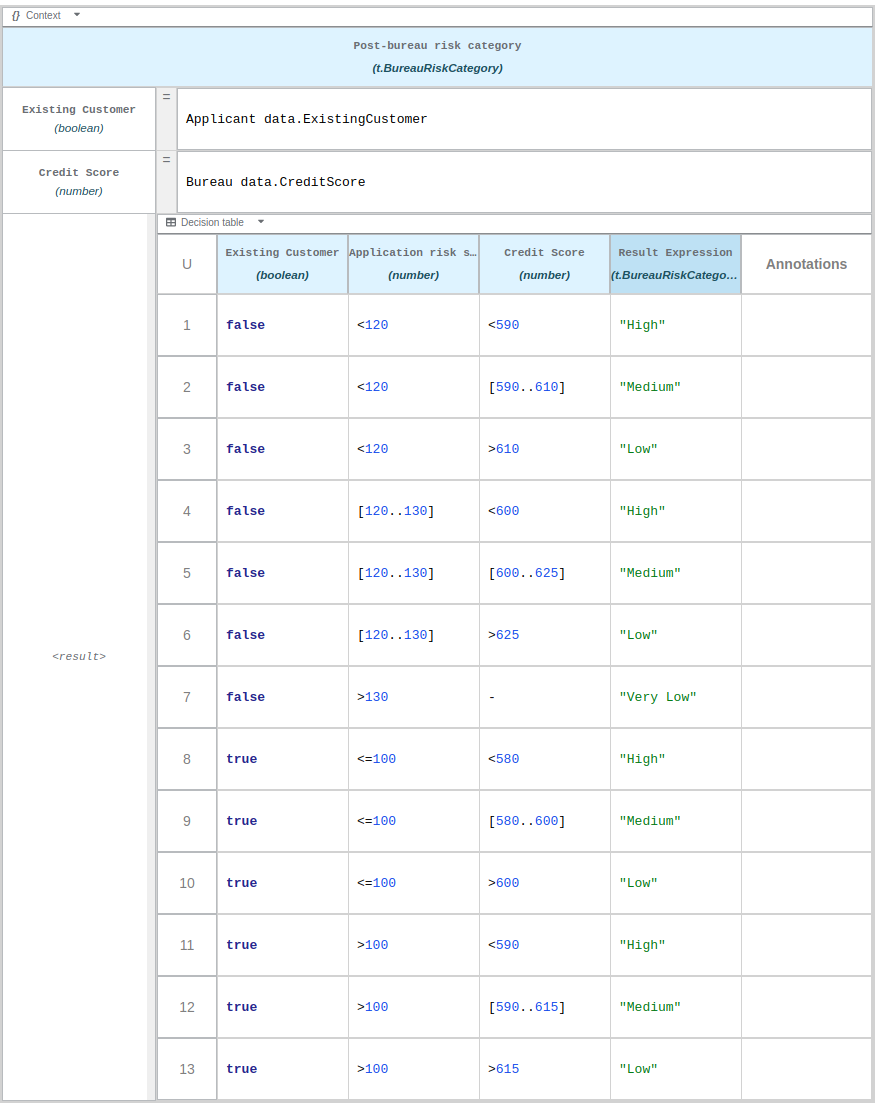 {} Context
Post-bureau risk category
(t.BureauRiskCategory)
Existing Customer
(boolean)
=
Applicant data.ExistingCustomer
Credit Score
(number)
=
Bureau data.CreditScore
<result>
Decision table
U
Existing Customer
(boolean)
Application risk s…
(number)
Credit Score
(number)
Result Expression
(t.BureauRiskCatego…
Annotations
1 false <120 <590 "High"
2 false <120 [590..610] "Medium"
3 false <120 >610 "Low"
4 false [120..130] <600 "High"
5 false [120..130] [600..625] "Medium"
6 false [120..130] >625 "Low"
7 false >130 - "Very Low"
8 true <=100 <580 "High"
9 true <=100 [580..600] "Medium"
10 true <=100 >600 "Low"
11 true >100 <590 "High"
12 true >100 [590..615] "Medium"
13 true >100 >615 "Low"